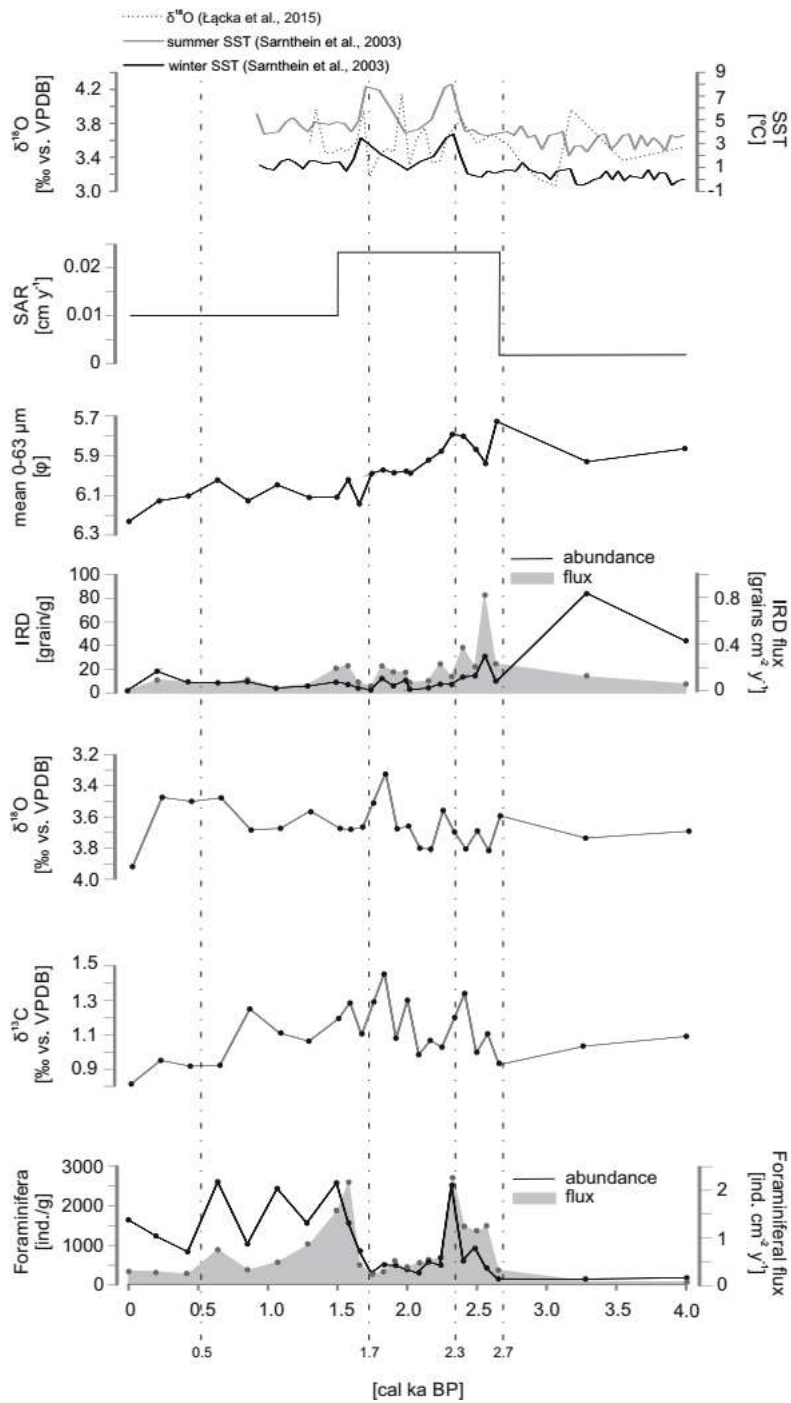 δ¹⁸O (Łącka et al., 2015)
summer SST (Sarnthein et al., 2003)
winter SST (Sarnthein et al., 2003)
δ¹⁸O
[‰ vs. VPDB]
4.2
3.8
3.4
3.0
9
7
5
3
1
-1
SST
[°C]
SAR
[cm y⁻¹]
0.02
0.01
0
mean 0-63 µm
[φ]
5.7
5.9
6.1
6.3
abundance
flux
IRD
[grain/g]
100
80
60
40
20
0
0.8
0.4
0
IRD flux
[grains cm⁻² y⁻¹]
δ¹⁸O
[‰ vs. VPDB]
3.2
3.4
3.6
3.8
4.0
δ¹³C
[‰ vs. VPDB]
1.5
1.3
1.1
0.9
abundance
flux
Foraminifera
[ind./g]
3000
2000
1000
0
2
1
0
Foraminiferal flux
[ind. cm⁻² y⁻¹]
0 0.5 1.0 1.5 2.0 2.5 3.0 3.5 4.0
0.5 1.7 2.3 2.7
[cal ka BP]